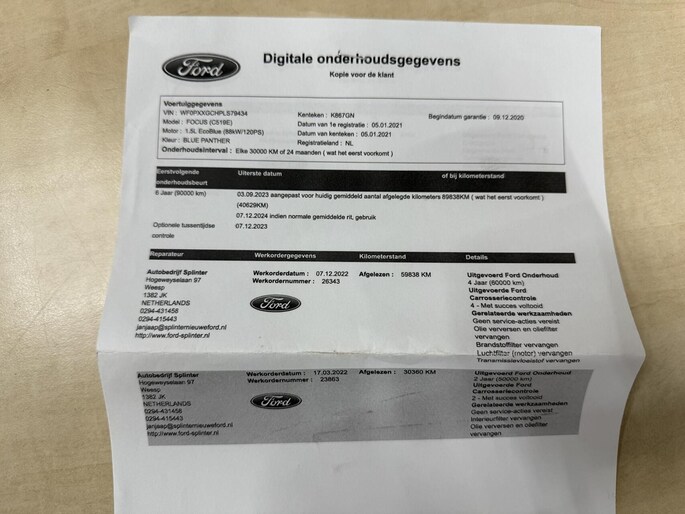 Ford
Digitale onderhoudsgegevens
Kopie voor de klant
Voertuiggegevens
VIN : WF0PXXGCHPLS79434 Kenteken : K867GN Begindatum garantie : 09.12.2020
Model : FOCUS (C519E) Datum van 1e registratie : 05.01.2021
Motor : 1.5L EcoBlue (88kW/120PS) Datum van kenteken : 05.01.2021
Kleur : BLUE PANTHER Registratieland : NL
Onderhoudsinterval : Elke 30000 KM of 24 maanden ( wat het eerst voorkomt )
Eerstvolgende onderhoudsbeurt Uiterste datum of bij kilometerstand
6 Jaar (90000 km) 03.09.2023 aangepast voor huidig gemiddeld aantal afgelegde kilometers 89838KM ( wat het eerst voorkomt )
(40629KM)
07.12.2024 indien normale gemiddelde rit, gebruik
Optionele tussentijdse controle 07.12.2023
Reparateur Werkordergegevens Kilometerstand Details
Autobedrijf Splinter Werkorderdatum : 07.12.2022 Afgelezen : 59838 KM Uitgevoerd Ford Onderhoud
Hogeweyselaan 97 Werkordernummer : 26343 4 Jaar (60000 km)
Weesp Uitgevoerde Ford
1382 JK Carrosseriecontrole
NETHERLANDS Ford 4 - Met succes voltooid
0294-431458 Gerelateerde werkzaamheden
0294-415443 Geen service-acties vereist
janjaap@splinternieuweford.nl Olie verversen en oliefilter
http://www.ford-splinter.nl vervangen
Brandstoffilter vervangen
Luchtfilter (motor) vervangen
Transmissievloeistof vervangen
Autobedrijf Splinter Werkorderdatum : 17.03.2022 Afgelezen : 30360 KM Uitgevoerd Ford Onderhoud
Hogeweyselaan 97 Werkordernummer : 23863 2 Jaar (30000 km)
Weesp Uitgevoerde Ford
1382 JK Carrosseriecontrole
NETHERLANDS Ford 2 - Met succes voltooid
0294-431458 Gerelateerde werkzaamheden
0294-415443 Geen service-acties vereist
janjaap@splinternieuweford.nl Interieurfilter vervangen
http://www.ford-splinter.nl Olie verversen en oliefilter
vervangen